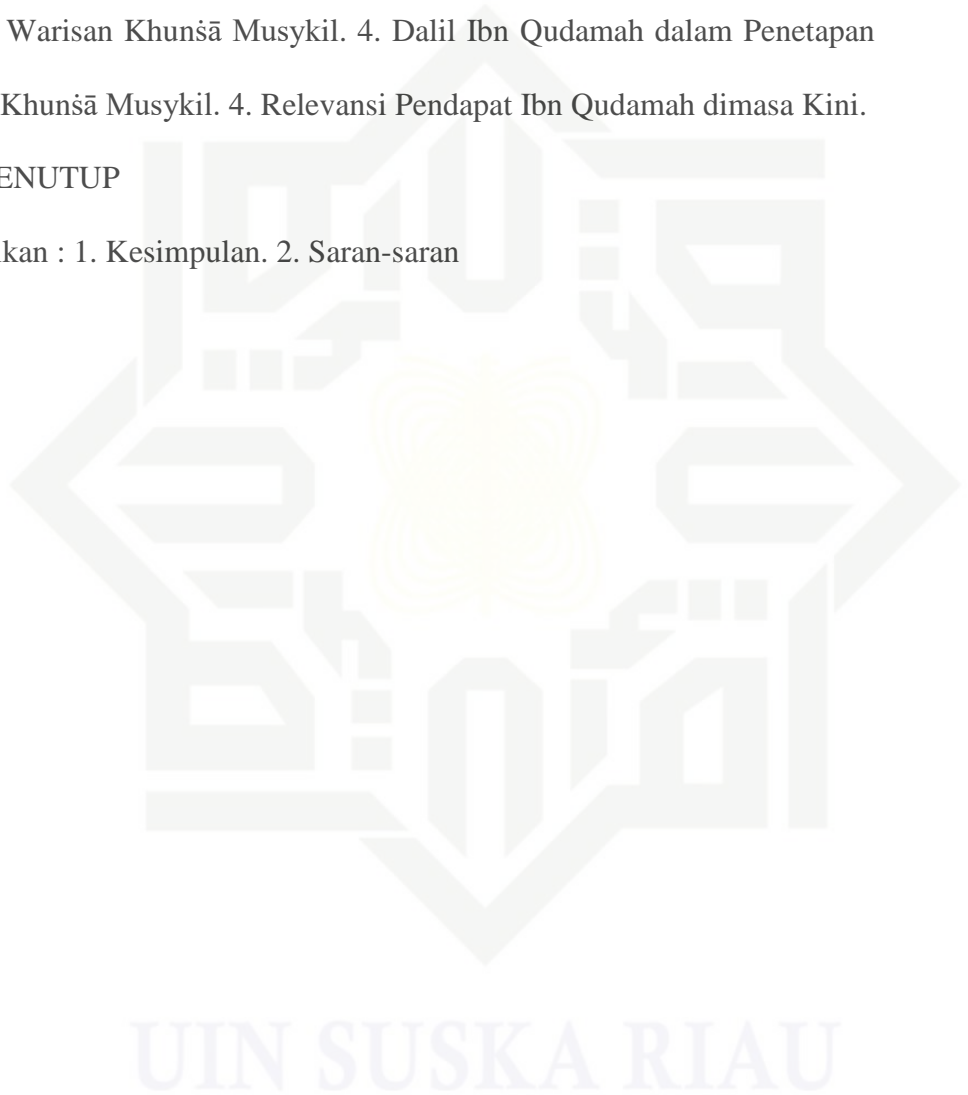 Warisan Khunṡā Musykil. 4. Dalil Ibn Qudamah dalam Penetapan
Khunṡā Musykil. 4. Relevansi Pendapat Ibn Qudamah dimasa Kini.
ENUTUP
kan : 1. Kesimpulan. 2. Saran-saran
UIN SUSKA RIAU